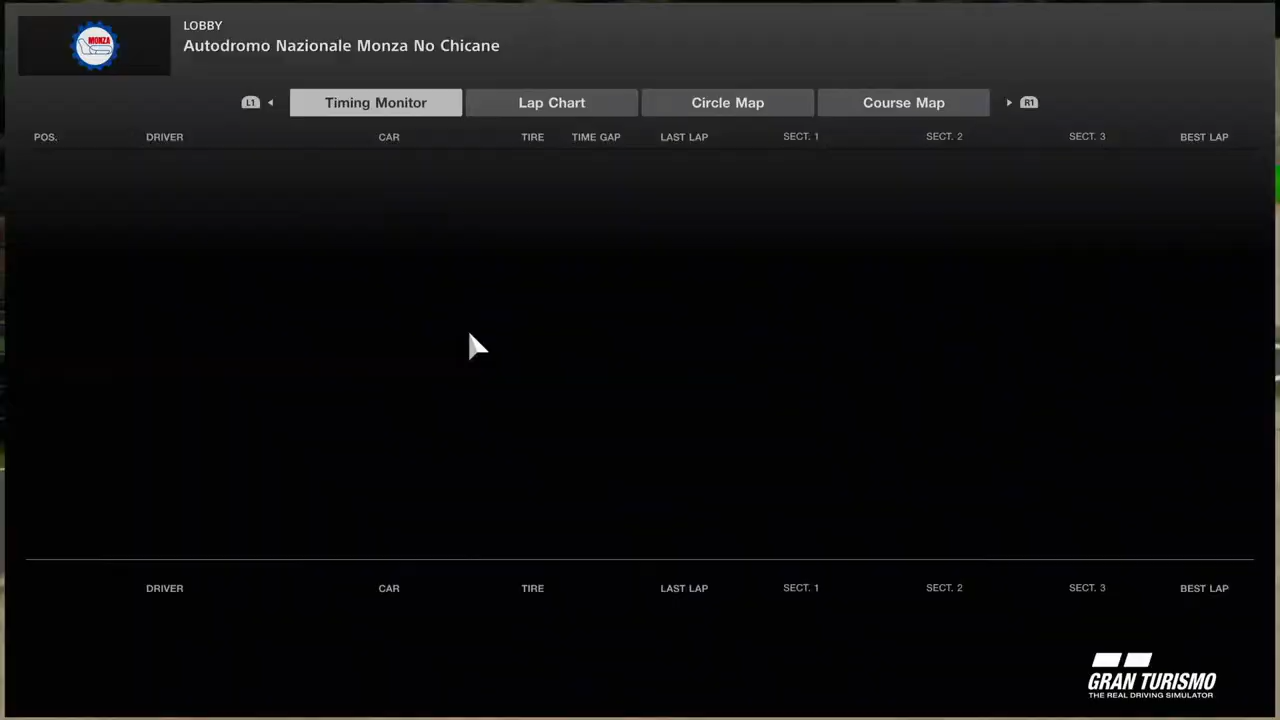 LOBBY
Autodromo Nazionale Monza No Chicane
MONZA
L1 Timing Monitor Lap Chart Circle Map Course Map R1
POS. DRIVER CAR TIRE TIME GAP LAST LAP SECT. 1 SECT. 2 SECT. 3 BEST LAP
DRIVER CAR TIRE LAST LAP SECT. 1 SECT. 2 SECT. 3 BEST LAP
GRAN TURISMO
THE REAL DRIVING SIMULATOR